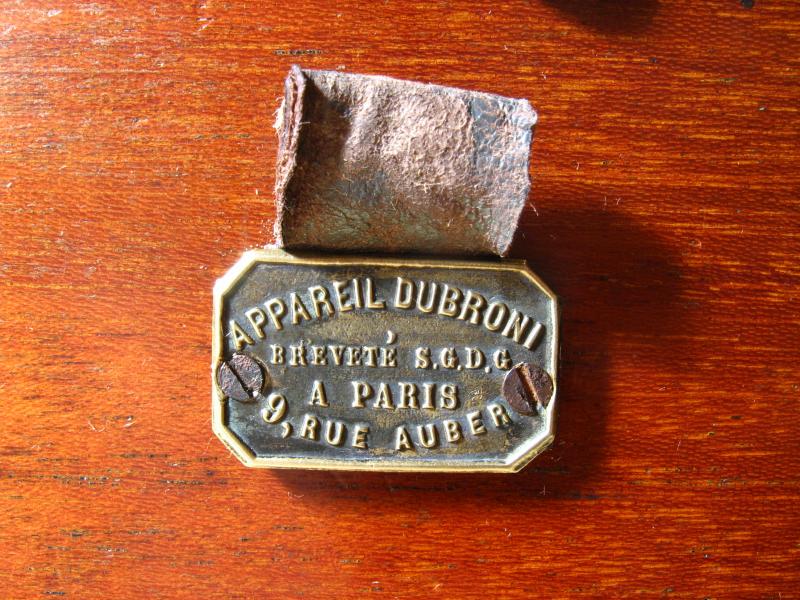 APPAREIL DUBRONI
BREVETÉ S.G.D.G
A PARIS
9, RUE AUBER